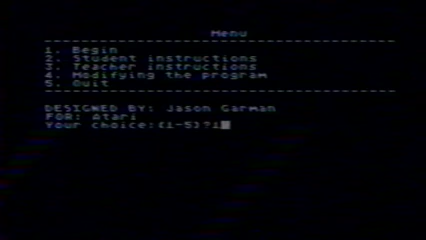 Menu
--------------------------------------------
1. Begin
2. Student instructions
3. Teacher instructions
4. Modifying the program
5. Quit
--------------------------------------------
DESIGNED BY: Jason Garman
FOR: Atari
Your choice:(1-5)?1